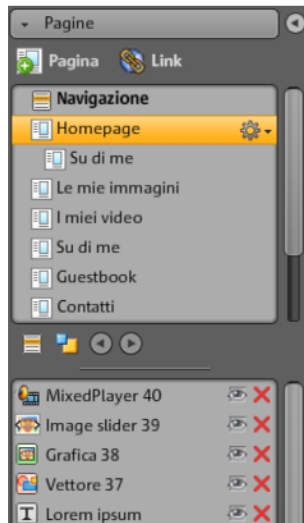 Pagine
Pagina Link
Navigazione
Homepage
Su di me
Le mie immagini
I miei video
Su di me
Guestbook
Contatti
MixedPlayer 40
Image slider 39
Grafica 38
Vettore 37
T Lorem ipsum